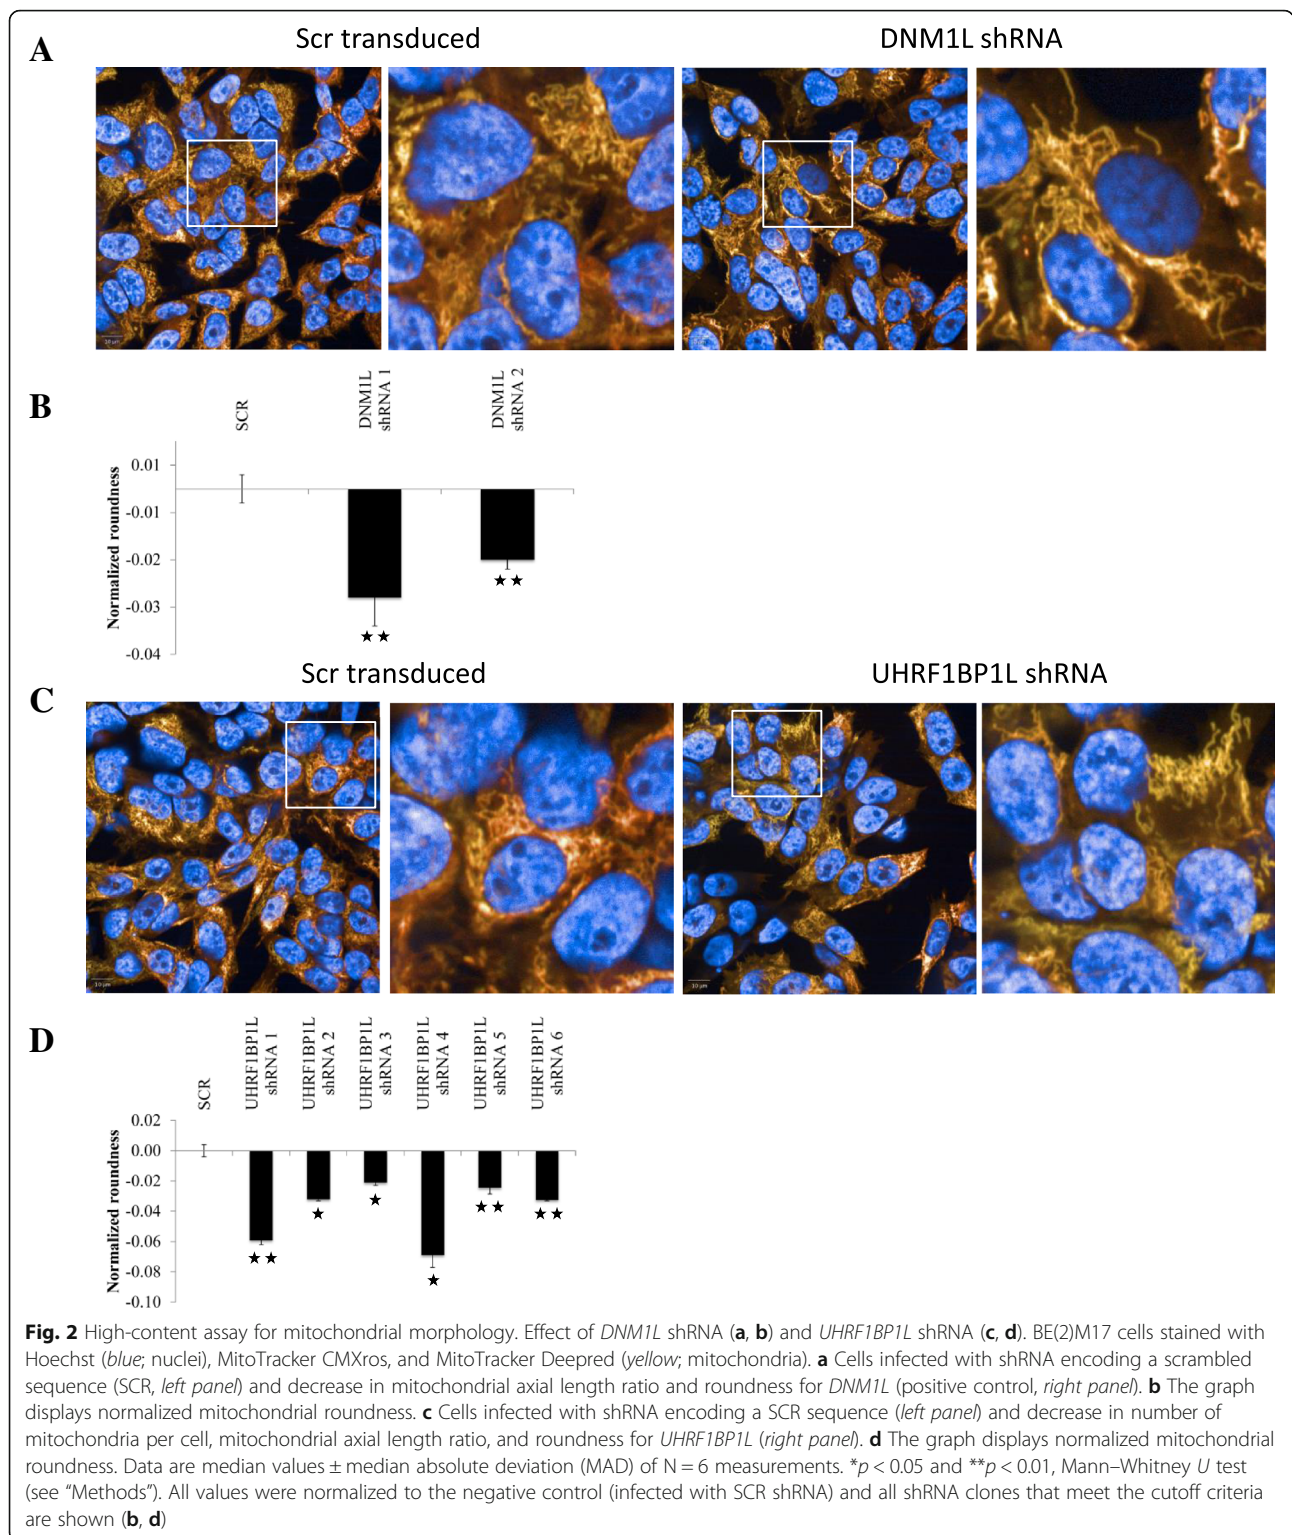 A
Scr transduced
DNM1L shRNA
B
SCR
DNM1L
shRNA 1
DNM1L
shRNA 2
Normalized roundness
0.01
-0.01
-0.02
-0.03
-0.04
★★
★★
Scr transduced
UHRF1BP1L shRNA
C
10 µm
10 µm
D
SCR
UHRF1BP1L
shRNA 1
UHRF1BP1L
shRNA 2
UHRF1BP1L
shRNA 3
UHRF1BP1L
shRNA 4
UHRF1BP1L
shRNA 5
UHRF1BP1L
shRNA 6
Normalized roundness
0.02
0.00
-0.02
-0.04
-0.06
-0.08
-0.10
★★
★
★
★
★★
★★
Fig. 2 High-content assay for mitochondrial morphology. Effect of DNM1L shRNA (a, b) and UHRF1BP1L shRNA (c, d). BE(2)M17 cells stained with
Hoechst (blue; nuclei), MitoTracker CMXros, and MitoTracker Deepred (yellow; mitochondria). a Cells infected with shRNA encoding a scrambled
sequence (SCR, left panel) and decrease in mitochondrial axial length ratio and roundness for DNM1L (positive control, right panel). b The graph
displays normalized mitochondrial roundness. c Cells infected with shRNA encoding a SCR sequence (left panel) and decrease in number of
mitochondria per cell, mitochondrial axial length ratio, and roundness for UHRF1BP1L (right panel). d The graph displays normalized mitochondrial
roundness. Data are median values ± median absolute deviation (MAD) of N = 6 measurements. *p < 0.05 and **p < 0.01, Mann–Whitney U test
(see “Methods”). All values were normalized to the negative control (infected with SCR shRNA) and all shRNA clones that meet the cutoff criteria
are shown (b, d)